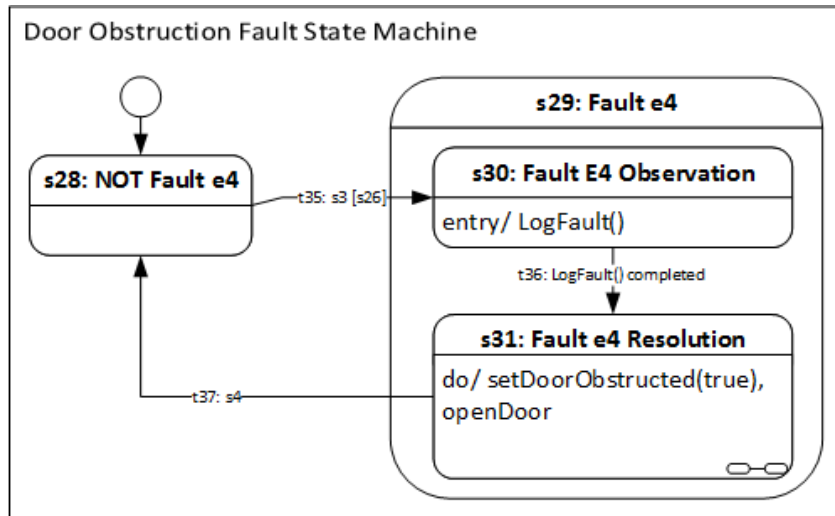 Door Obstruction Fault State Machine
s29: Fault e4
s28: NOT Fault e4
t35: s3 [s26]
s30: Fault E4 Observation
entry/ LogFault()
t36: LogFault() completed
s31: Fault e4 Resolution
do/ setDoorObstructed(true),
openDoor
t37: s4